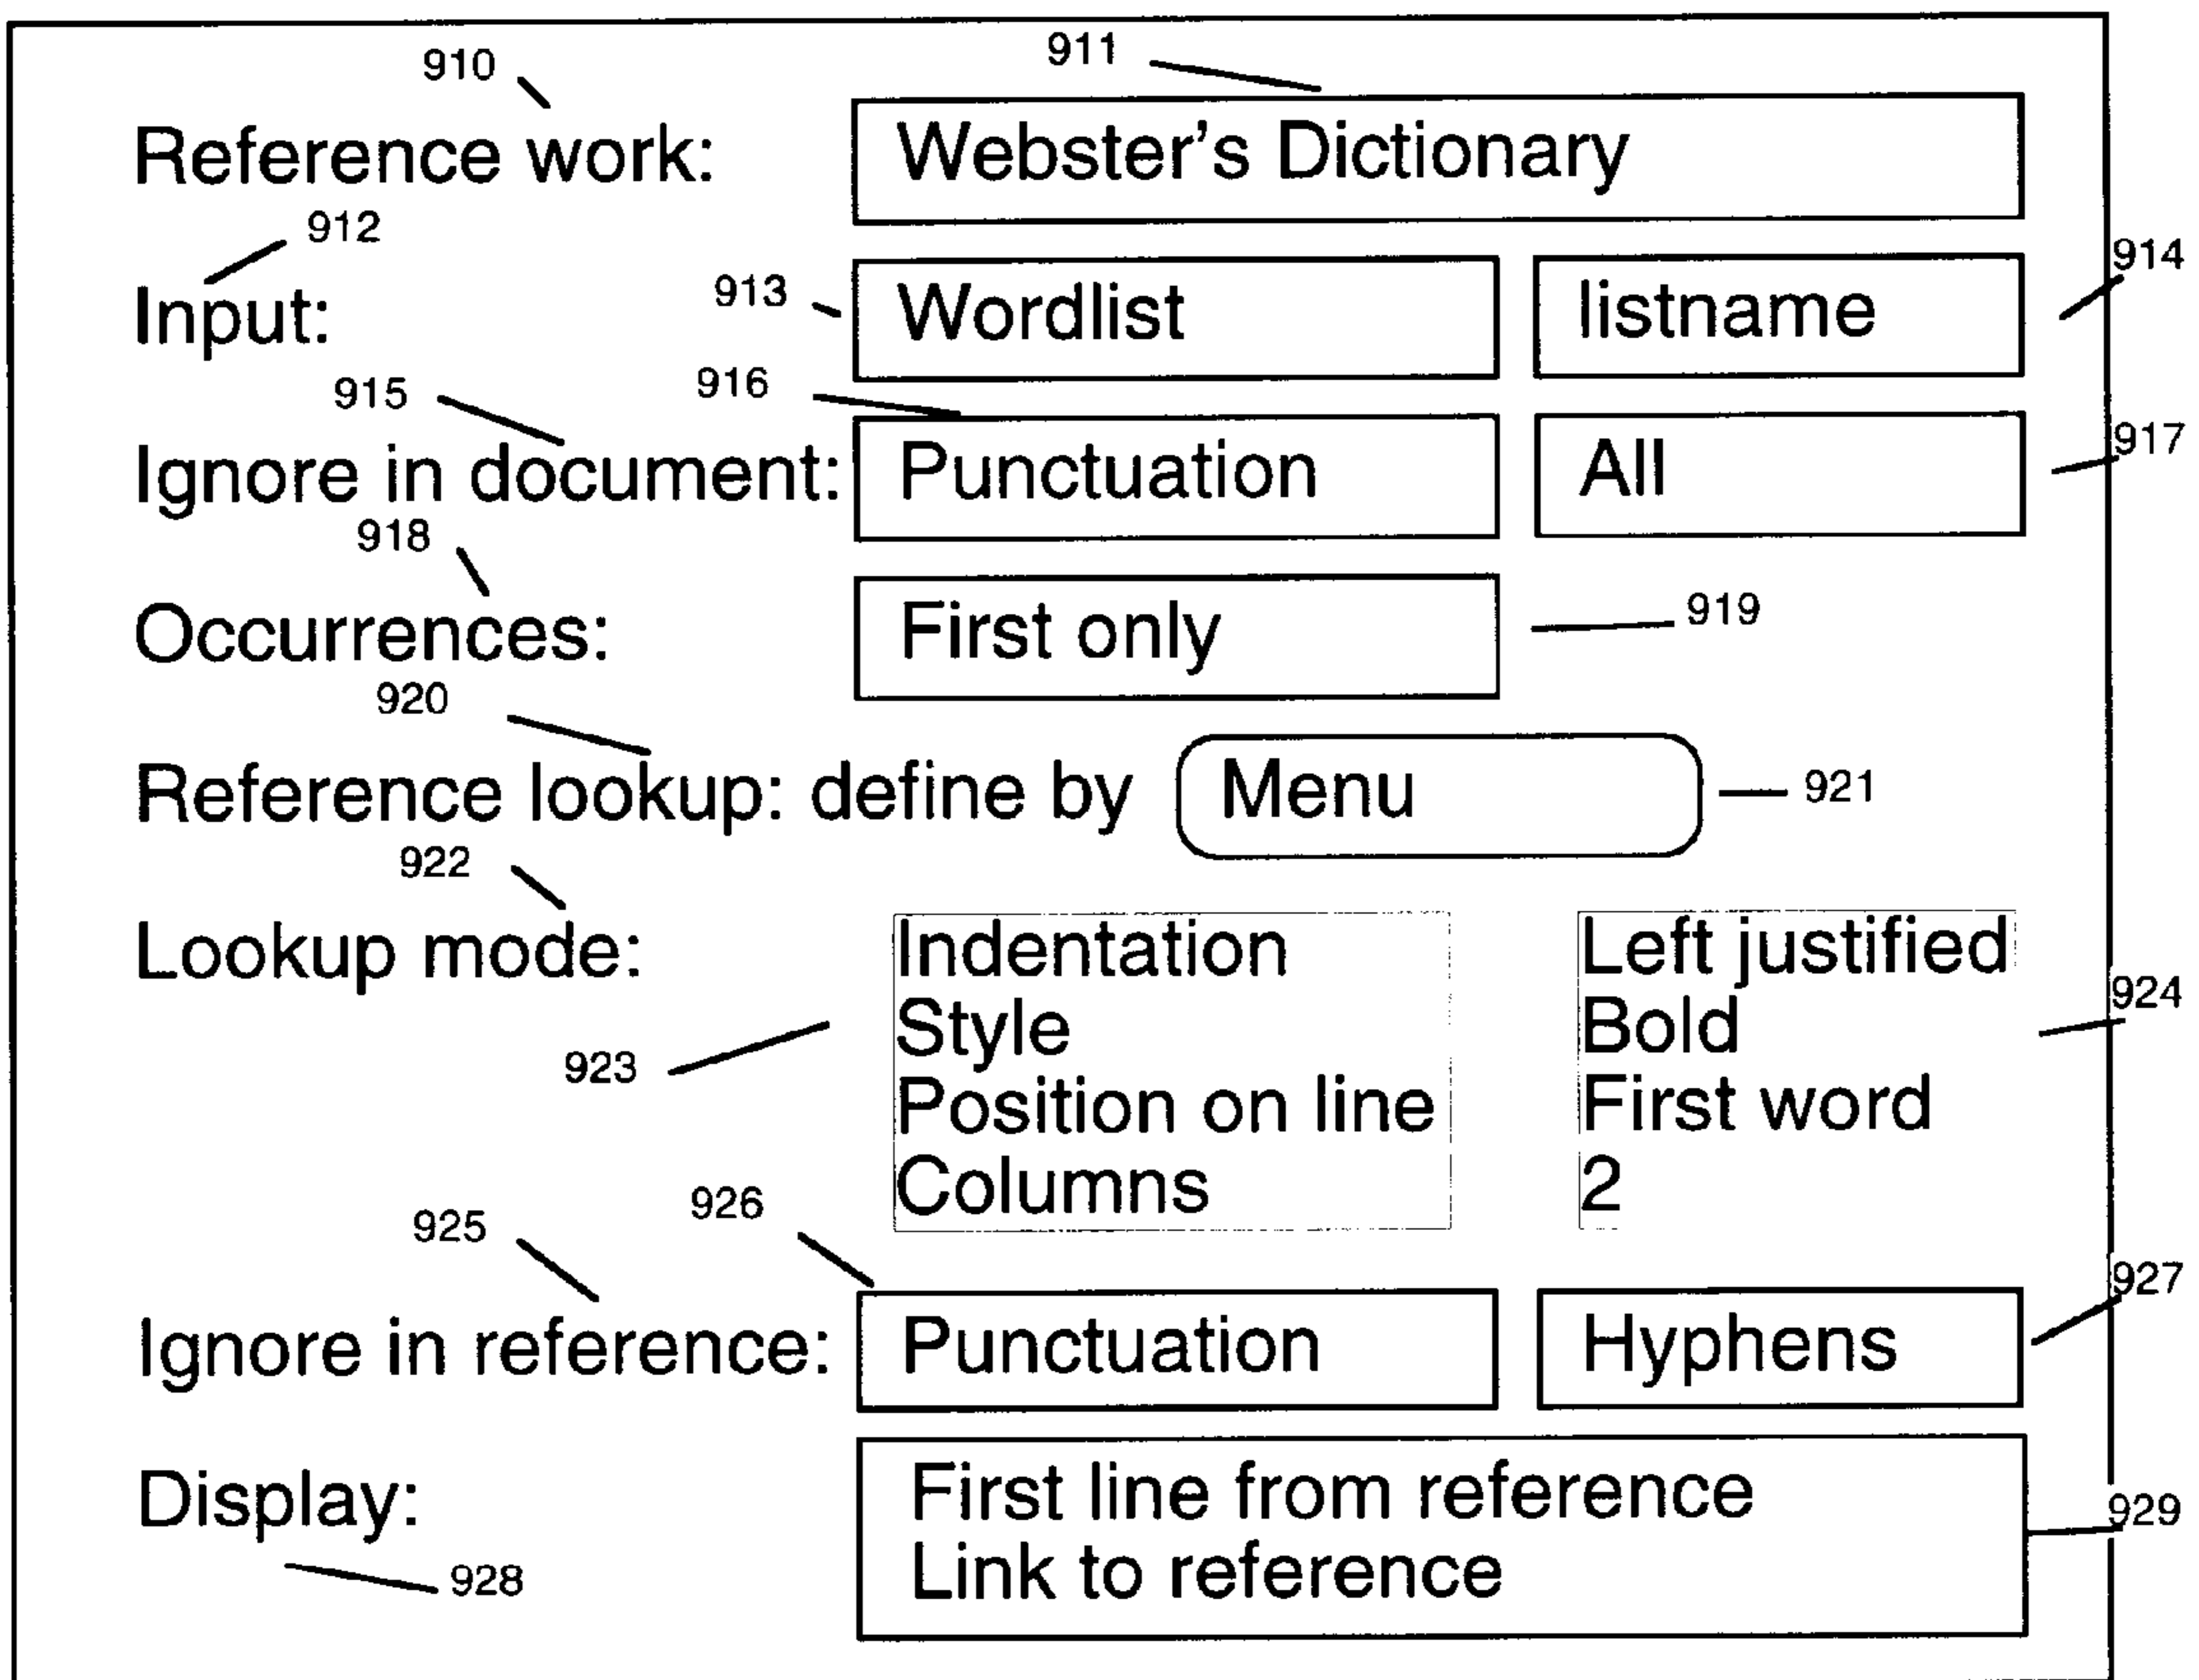 910 911
Reference work: Webster's Dictionary
912
Input: 913 Wordlist listname 914
915 916
Ignore in document: Punctuation All 917
918
Occurrences: First only 919
920
Reference lookup: define by Menu 921
922
Lookup mode: Indentation Left justified
Style Bold 924
923 Position on line First word
Columns 2
925 926
927
Ignore in reference: Punctuation Hyphens
Display: First line from reference 929
Link to reference
928